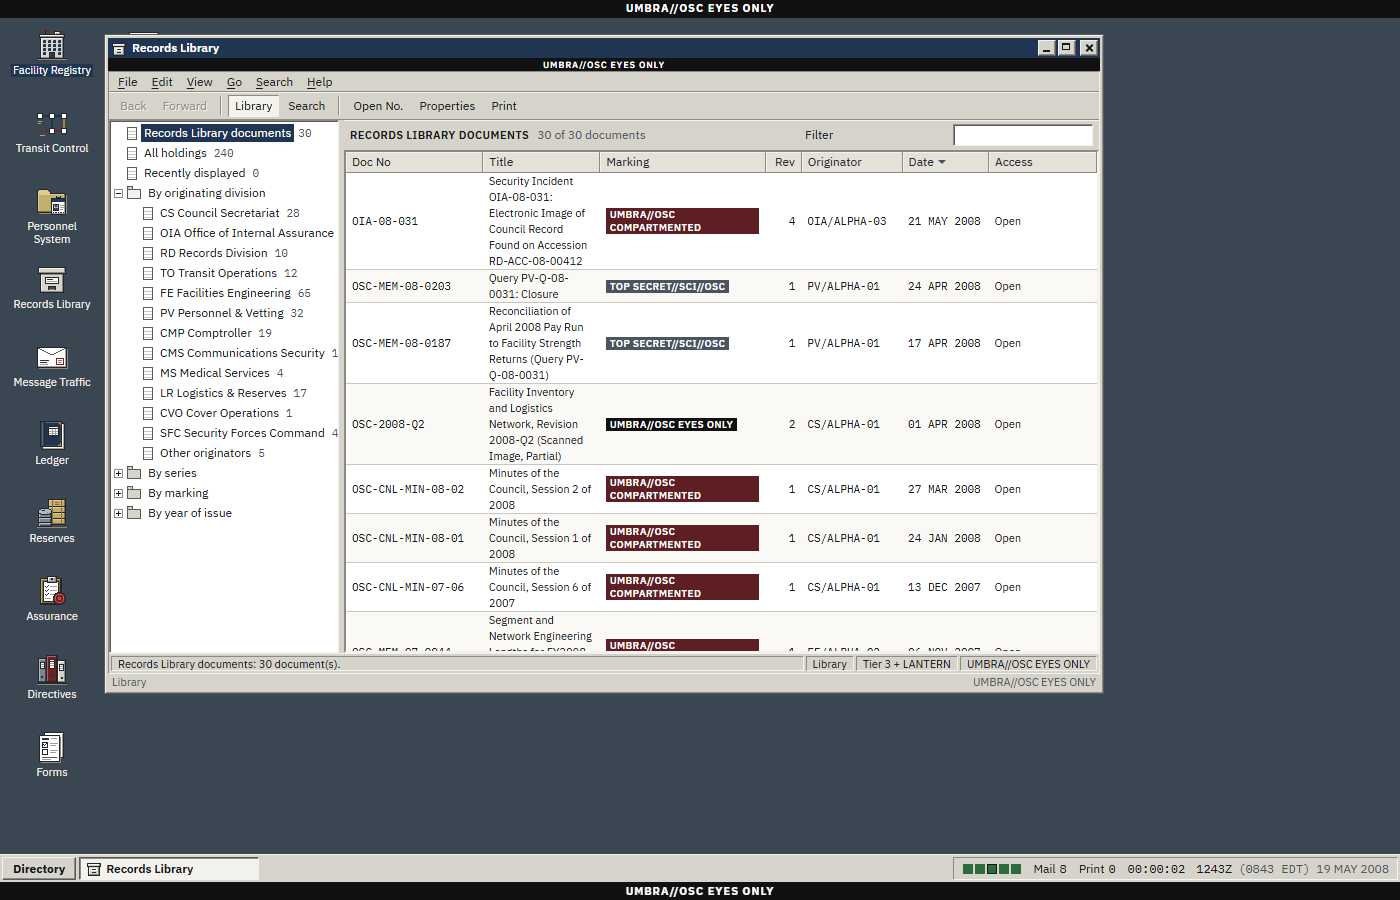 UMBRA//OSC EYES ONLY
Facility Registry
Transit Control
Personnel
System
Records Library
Message Traffic
Ledger
Reserves
Assurance
Directives
Forms
Records Library
UMBRA//OSC EYES ONLY
File Edit View Go Search Help
Back Forward Library Search Open No. Properties Print
Records Library documents 30
All holdings 240
Recently displayed 0
By originating division
CS Council Secretariat 28
OIA Office of Internal Assurance
RD Records Division 10
TO Transit Operations 12
FE Facilities Engineering 65
PV Personnel & Vetting 32
CMP Comptroller 19
CMS Communications Security 1
MS Medical Services 4
LR Logistics & Reserves 17
CVO Cover Operations 1
SFC Security Forces Command 4
Other originators 5
By series
By marking
By year of issue
RECORDS LIBRARY DOCUMENTS 30 of 30 documents Filter
Doc No Title Marking Rev Originator Date Access
OIA-08-031
Security Incident
OIA-08-031:
Electronic Image of
Council Record
Found on Accession
RD-ACC-08-00412
UMBRA//OSC
COMPARTMENTED
4 OIA/ALPHA-03 21 MAY 2008 Open
OSC-MEM-08-0203
Query PV-Q-08-
0031: Closure
TOP SECRET//SCI//OSC
1 PV/ALPHA-01 24 APR 2008 Open
OSC-MEM-08-0187
Reconciliation of
April 2008 Pay Run
to Facility Strength
Returns (Query PV-
Q-08-0031)
TOP SECRET//SCI//OSC
1 PV/ALPHA-01 17 APR 2008 Open
OSC-2008-Q2
Facility Inventory
and Logistics
Network, Revision
2008-Q2 (Scanned
Image, Partial)
UMBRA//OSC EYES ONLY
2 CS/ALPHA-01 01 APR 2008 Open
OSC-CNL-MIN-08-02
Minutes of the
Council, Session 2 of
2008
UMBRA//OSC
COMPARTMENTED
1 CS/ALPHA-01 27 MAR 2008 Open
OSC-CNL-MIN-08-01
Minutes of the
Council, Session 1 of
2008
UMBRA//OSC
COMPARTMENTED
1 CS/ALPHA-01 24 JAN 2008 Open
OSC-CNL-MIN-07-06
Minutes of the
Council, Session 6 of
2007
UMBRA//OSC
COMPARTMENTED
1 CS/ALPHA-01 13 DEC 2007 Open
Segment and
Network Engineering
UMBRA//OSC
Records Library documents: 30 document(s). Library Tier 3 + LANTERN UMBRA//OSC EYES ONLY
Library UMBRA//OSC EYES ONLY
Directory Records Library Mail 8 Print 0 00:00:02 1243Z (0843 EDT) 19 MAY 2008
UMBRA//OSC EYES ONLY